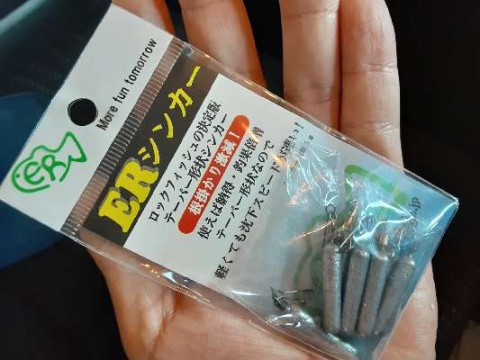 More fun tomorrow
ER
ERシンカー
ロックフィッシュの決定版
テーパー形状シンカー
根掛かり激減！
使えば納得・釣果倍増
テーパー形状なので
軽くても沈下スピードが速い！